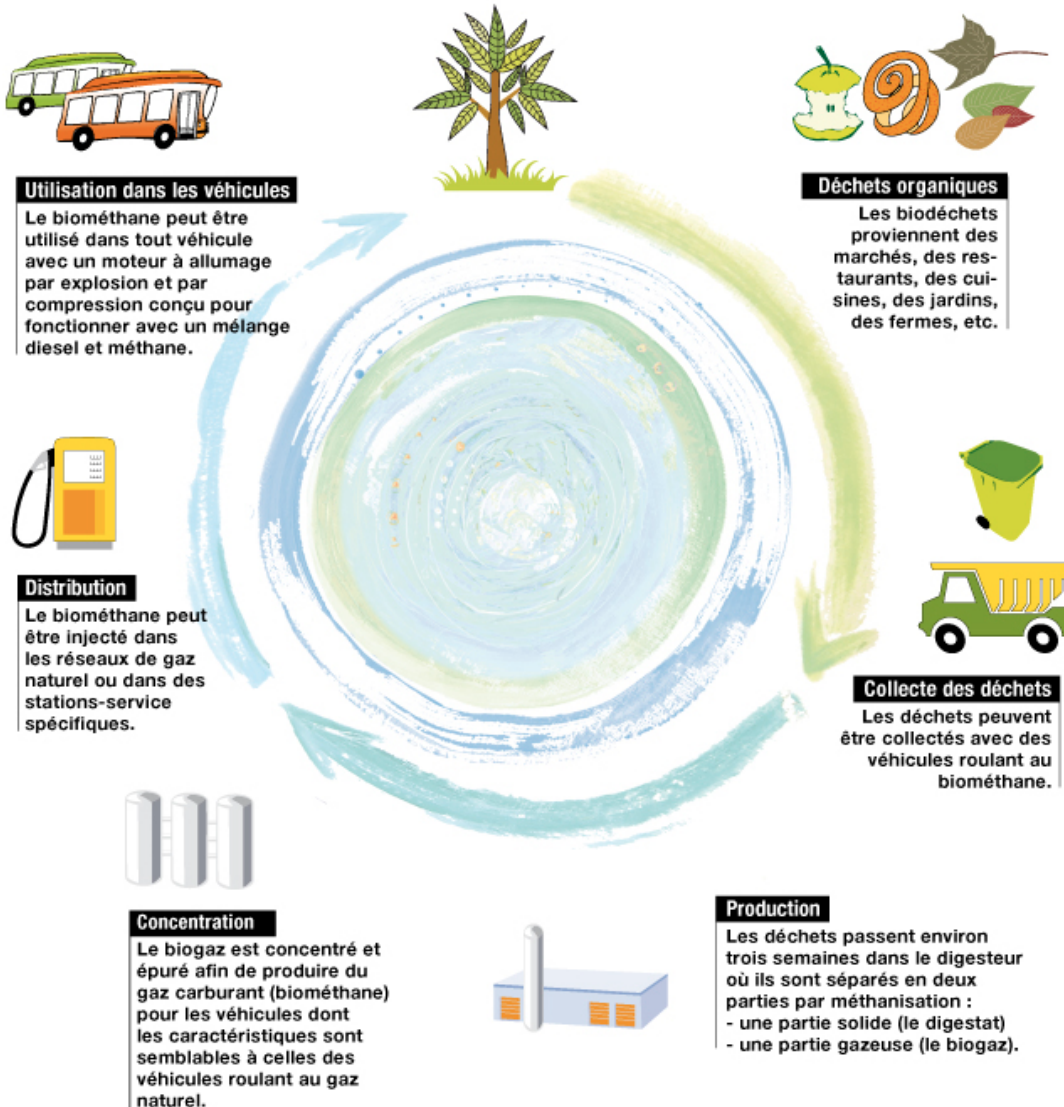 Utilisation dans les véhicules
Le biométhane peut être
utilisé dans tout véhicule
avec un moteur à allumage
par explosion et par
compression conçu pour
fonctionner avec un mélange
diesel et méthane.
Déchets organiques
Les biodéchets
proviennent des
marchés, des res-
taurants, des cui-
sines, des jardins,
des fermes, etc.
Distribution
Le biométhane peut
être injecté dans
les réseaux de gaz
naturel ou dans des
stations-service
spécifiques.
Collecte des déchets
Les déchets peuvent
être collectés avec des
véhicules roulant au
biométhane.
Concentration
Le biogaz est concentré et
épuré afin de produire du
gaz carburant (biométhane)
pour les véhicules dont
les caractéristiques sont
semblables à celles des
véhicules roulant au gaz
naturel.
Production
Les déchets passent environ
trois semaines dans le digesteur
où ils sont séparés en deux
parties par méthanisation :
- une partie solide (le digestat)
- une partie gazeuse (le biogaz).